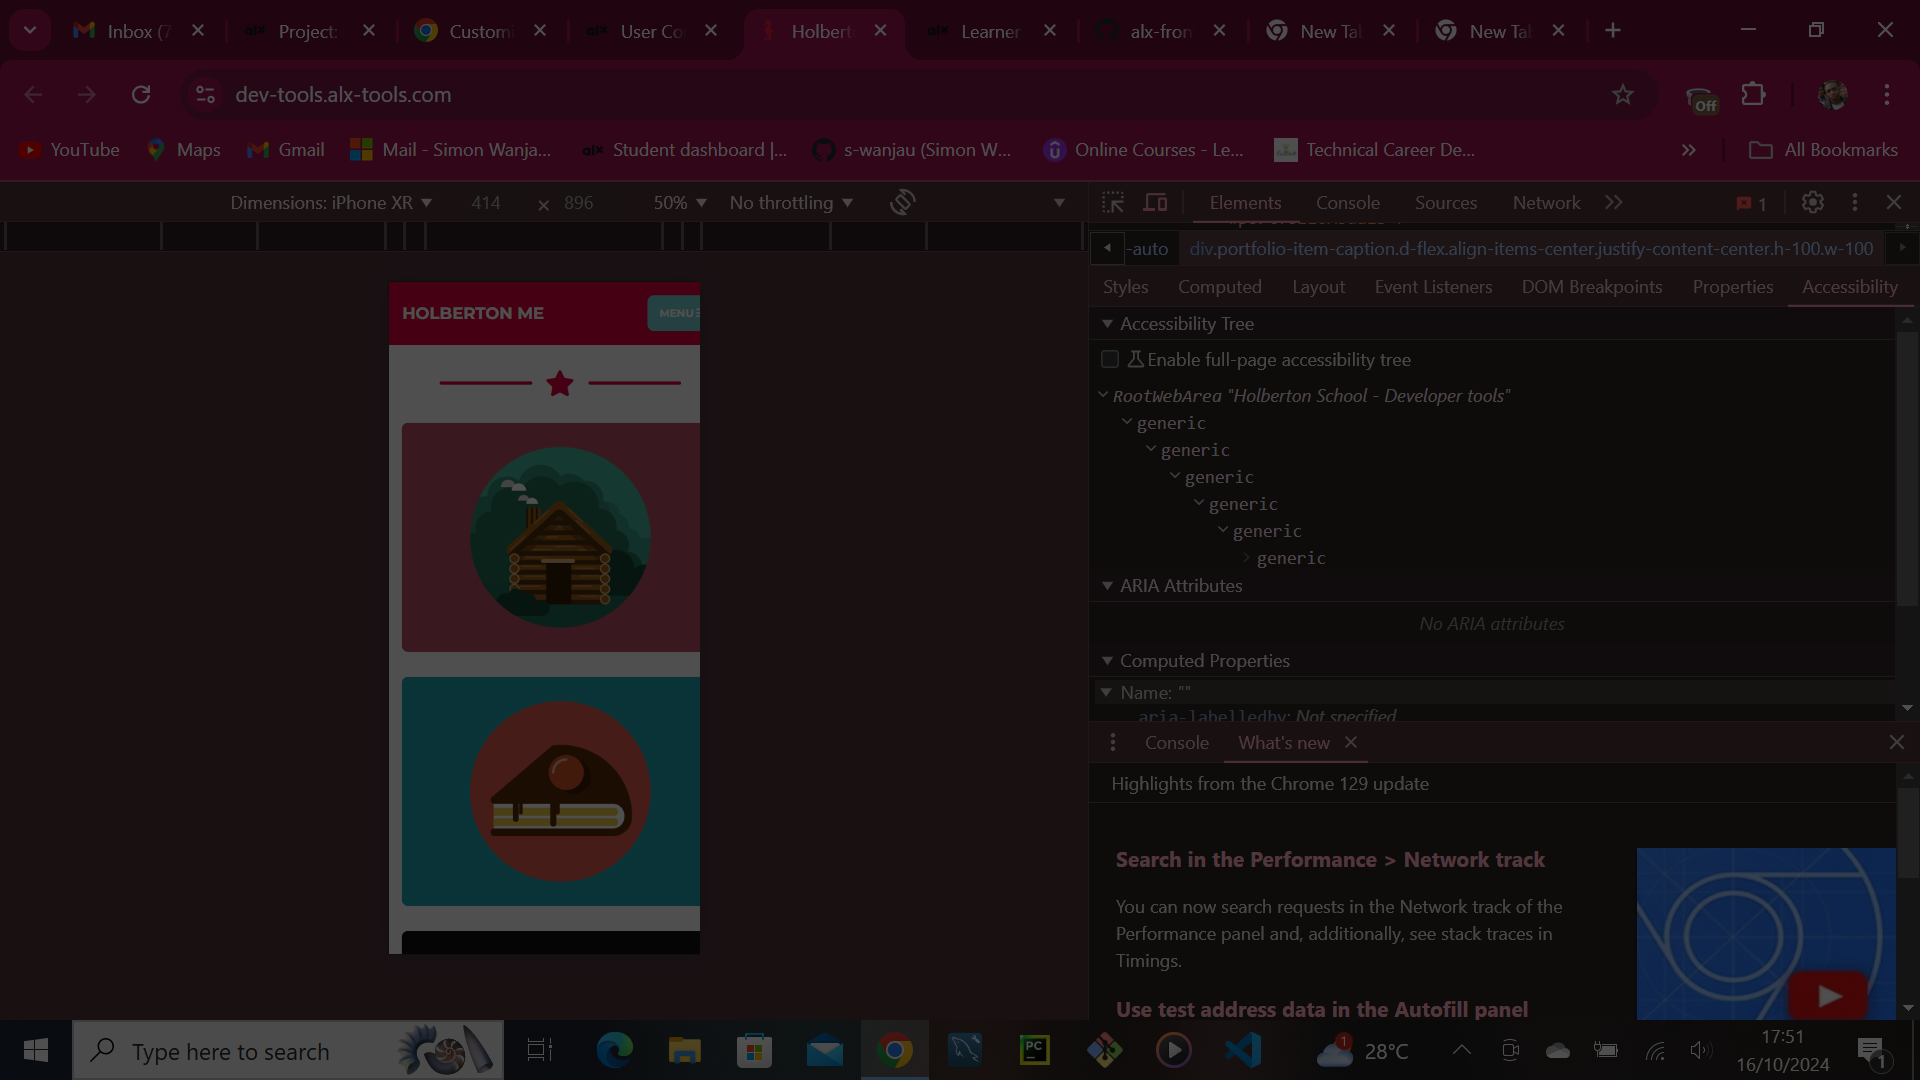 Inbox (7
Project:
Customi
User Co
Holberto
Learner
alx-fron
New Tab
New Tab
dev-tools.alx-tools.com
Off
YouTube
Maps
Gmail
Mail - Simon Wanja...
alx
Student dashboard |...
s-wanjau (Simon W...
Online Courses - Le...
Technical Career De...
All Bookmarks
Dimensions: iPhone XR
414
×
896
50%
No throttling
Elements
Console
Sources
Network
1
-auto
div.portfolio-item-caption.d-flex.align-items-center.justify-content-center.h-100.w-100
Styles
Computed
Layout
Event Listeners
DOM Breakpoints
Properties
Accessibility
HOLBERTON ME
MENU
Accessibility Tree
Enable full-page accessibility tree
RootWebArea "Holberton School - Developer tools"
generic
generic
generic
generic
generic
generic
ARIA Attributes
No ARIA attributes
Computed Properties
Name: ""
aria-labelledby: Not specified
Console
What's new
Highlights from the Chrome 129 update
Search in the Performance > Network track
You can now search requests in the Network track of the
Performance panel and, additionally, see stack traces in
Timings.
Use test address data in the Autofill panel
Type here to search
PC
1
28°C
17:51
16/10/2024
1